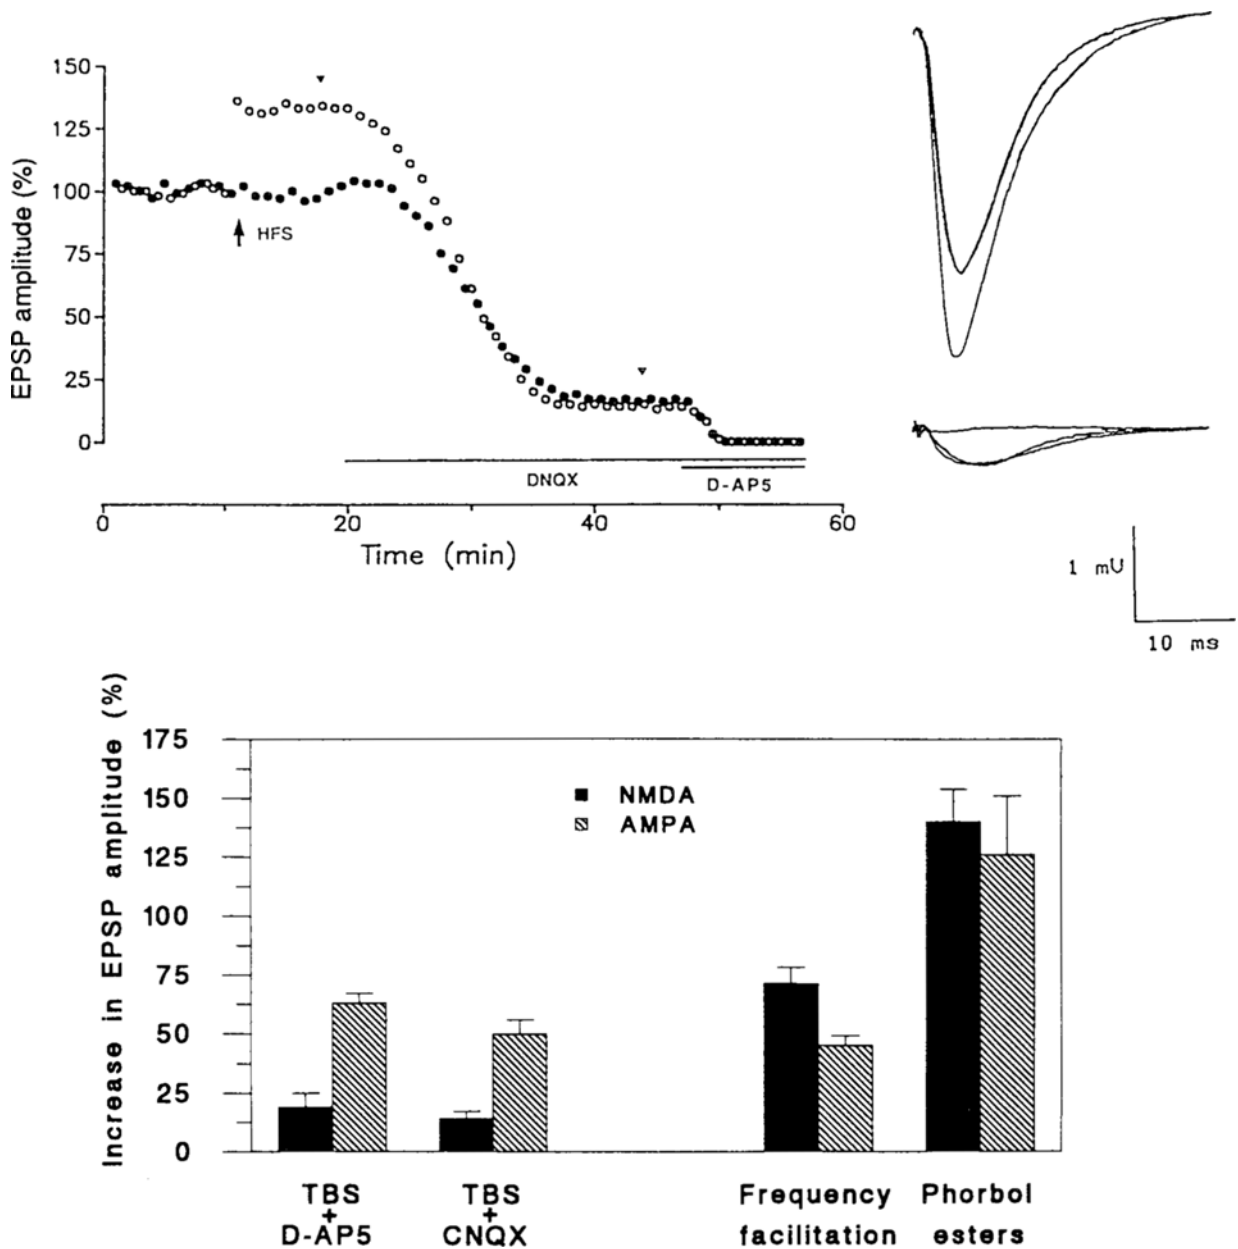 EPSP amplitude (%)
150
125
100
75
50
25
0
HFS
DNQX
D-AP5
0
20
40
60
Time (min)
1 mV
10 ms
Increase in EPSP amplitude (%)
175
150
125
100
75
50
25
0
NMDA
AMPA
TBS
+
D-AP5
TBS
+
CNQX
Frequency
facilitation
Phorbol
esters